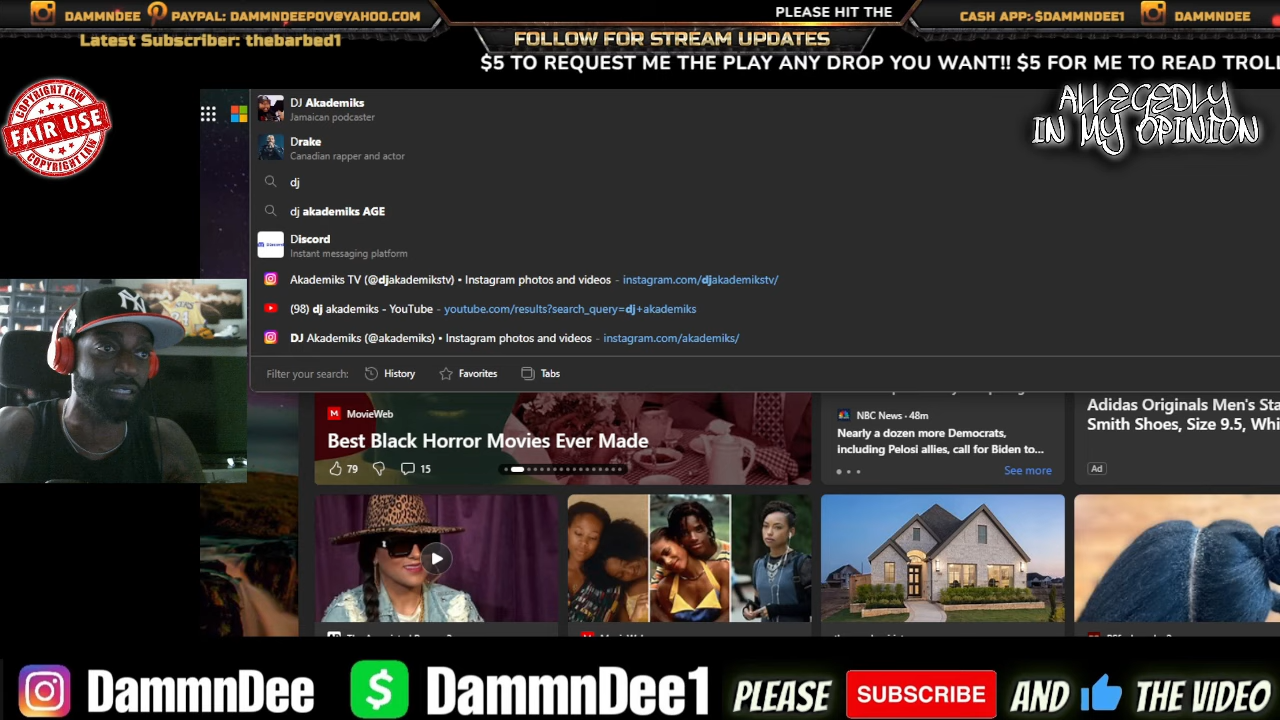 DAMMNDEE
PAYPAL: DAMMNDEEPOV@YAHOO.COM
PLEASE HIT THE
CASH APP:$DAMMNDEE1
DAMMNDEE
Latest Subscriber: thebarbed1
FOLLOW FOR STREAM UPDATES
$5 TO REQUEST ME THE PLAY ANY DROP YOU WANT!! $5 FOR ME TO READ TROLL
COPYRIGHT LAW
FAIR USE
COPYRIGHT LAW
ALLEGEDLY
IN MY OPINION
DJ Akademiks
Jamaican podcaster
Drake
Canadian rapper and actor
dj
dj akademiks AGE
Discord
Instant messaging platform
Akademiks TV (@djakademikstv) • Instagram photos and videos - instagram.com/djakademikstv/
(98) dj akademiks - YouTube - youtube.com/results?search_query=dj+akademiks
DJ Akademiks (@akademiks) • Instagram photos and videos - instagram.com/akademiks/
Filter your search:
History
Favorites
Tabs
MovieWeb
Best Black Horror Movies Ever Made
79
15
NBC News · 48m
Nearly a dozen more Democrats,
including Pelosi allies, call for Biden to...
See more
Adidas Originals Men's Sta
Smith Shoes, Size 9.5, Whi
Ad
24
DammnDee
$
DammnDee1
PLEASE
SUBSCRIBE
AND
THE VIDEO